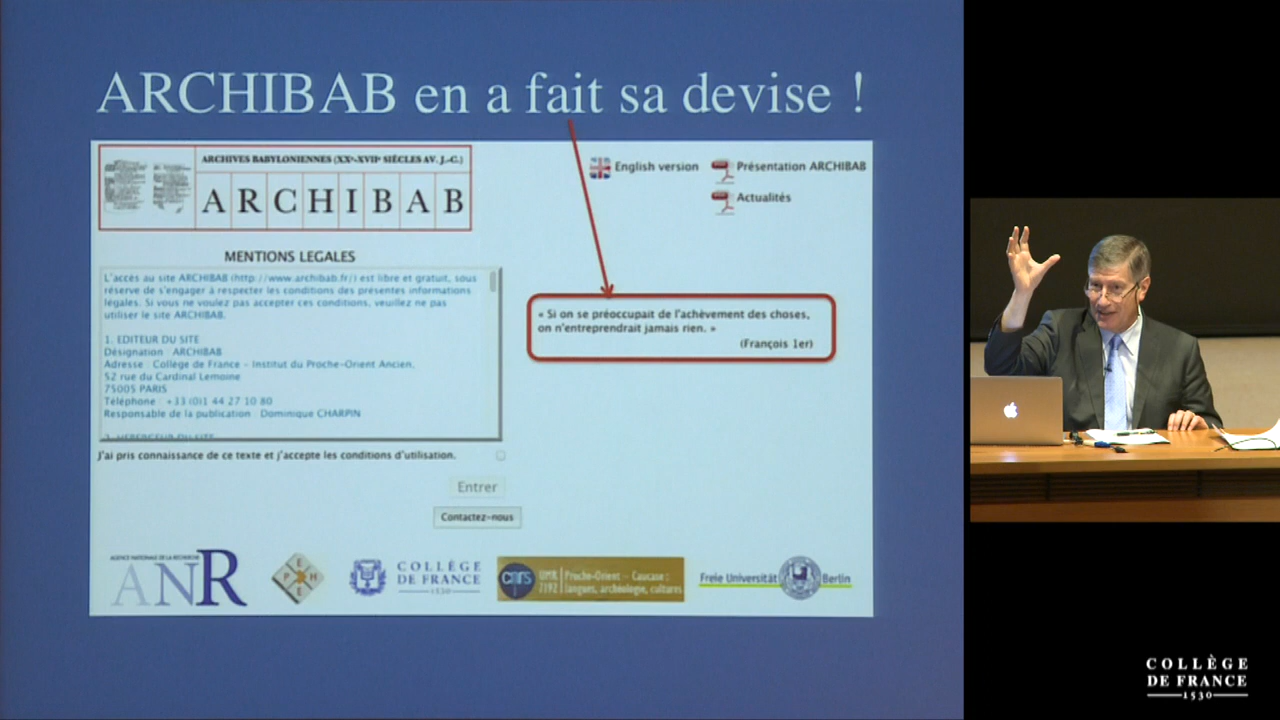 ARCHIBAB en a fait sa devise !
ARCHIVES BABYLONIENNES (XXe-XVIIe SIÈCLES AV. J.-C.)
ARCHIBAB
English version
Présentation ARCHIBAB
Actualités
MENTIONS LEGALES
L'accès au site ARCHIBAB (http://www.archibab.fr/) est libre et gratuit, sous
réserve de s'engager à respecter les conditions des présentes informations
légales. Si vous ne voulez pas accepter ces conditions, veuillez ne pas
utiliser le site ARCHIBAB.
1. EDITEUR DU SITE
Désignation : ARCHIBAB
Adresse : Collège de France - Institut du Proche-Orient Ancien,
52 rue du Cardinal Lemoine
75005 PARIS
Téléphone : +33 (0)1 44 27 10 80
Responsable de la publication : Dominique CHARPIN
« Si on se préoccupait de l'achèvement des choses,
on n'entreprendrait jamais rien. »
(François 1er)
J'ai pris connaissance de ce texte et j'accepte les conditions d'utilisation.
Entrer
Contactez-nous
AGENCE NATIONALE DE LA RECHERCHE
ANR
E
P H
E
COLLÈGE
DE FRANCE
1530
cnrs
UMR
7192
Proche-Orient – Caucase :
langues, archéologie, cultures
Freie Universität Berlin
COLLÈGE
DE FRANCE
1530